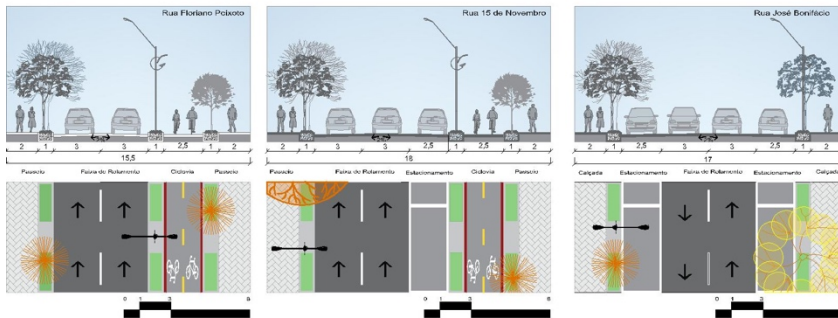 Rua Floriano Peixoto
2 1 3 3 1 2,5 1 2
15,5
Passeio Faixa de Rolamento Ciclovia Passeio
0 1 3 8
Rua 15 de Novembro
2 1 3 3 2,5 1 2,5 1 2
18
Passeio Faixa de Rolamento Estacionamento Ciclovia Passeio
0 1 3 8
Rua José Bonifácio
2 1 2,5 3 3 2,5 1 2
17
Calçada Estacionamento Faixa de Rolamento Estacionamento Calçada
0 1 3 8